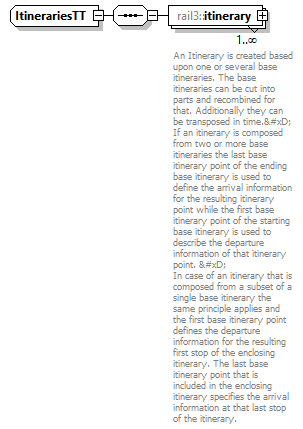 ItinerariesTT
rail3::itinerary
1..∞
An Itinerary is created based
upon one or several base
itineraries. The base
itineraries can be cut into
parts and recombined for
that. Additionally they can
be transposed in time.&#xD;
If an itinerary is composed
from two or more base
itineraries the last base
itinerary point of the ending
base itinerary is used to
define the arrival information
for the resulting itinerary
point while the first base
itinerary point of the starting
base itinerary is used to
describe the departure
information of that itinerary
point. &#xD;
In case of an itinerary that is
composed from a subset of a
single base itinerary the
same principle applies and
the first base itinerary point
defines the departure
information for the resulting
first stop of the enclosing
itinerary. The last base
itinerary point that is
included in the enclosing
itinerary specifies the arrival
information at that last stop
of the itinerary.